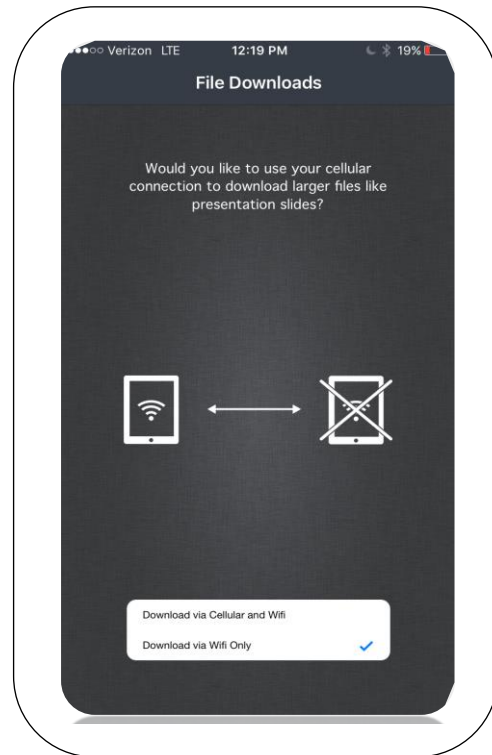 Verizon LTE 12:19 PM 19%
File Downloads
Would you like to use your cellular
connection to download larger files like
presentation slides?
Download via Cellular and Wifi
Download via Wifi Only